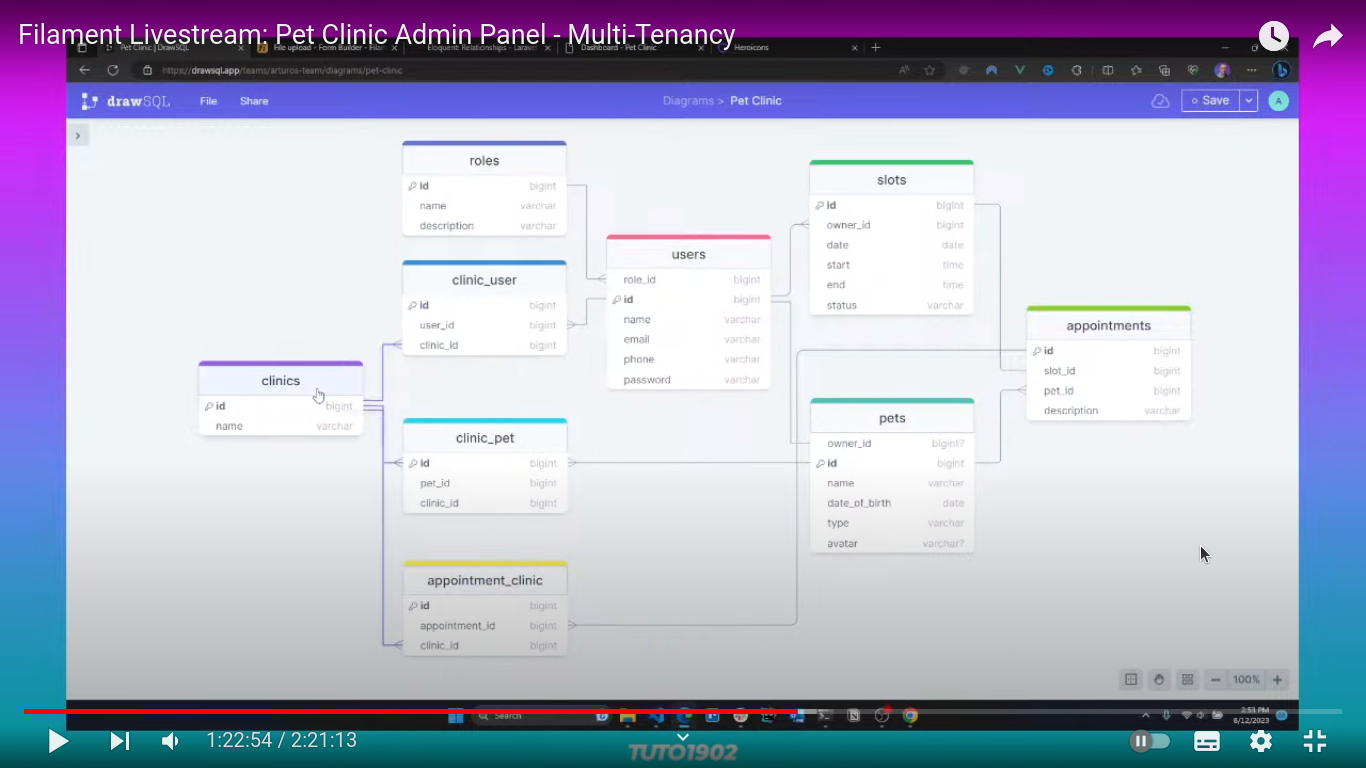 Filament Livestream: Pet Clinic Admin Panel - Multi-Tenancy
Pet Clinic | DrawSQL
File upload - Form Builder - Fila
Eloquent: Relationships - Larave
Dashboard - Pet Clinic
Heroicons
https://drawsql.app/teams/arturos-team/diagrams/pet-clinic
drawSQL
File
Share
Diagrams > Pet Clinic
Save
A
roles
id bigint
name varchar
description varchar
clinic_user
id bigint
user_id bigint
clinic_id bigint
clinics
id bigint
name varchar
clinic_pet
id bigint
pet_id bigint
clinic_id bigint
appointment_clinic
id bigint
appointment_id bigint
clinic_id bigint
users
role_id bigint
id bigint
name varchar
email varchar
phone varchar
password varchar
slots
id bigint
owner_id bigint
date date
start time
end time
status varchar
pets
owner_id bigint?
id bigint
name varchar
date_of_birth date
type varchar
avatar varchar?
appointments
id bigint
slot_id bigint
pet_id bigint
description varchar
100%
Search
2:53 PM
6/12/2023
1:22:54 / 2:21:13
TUTO1902